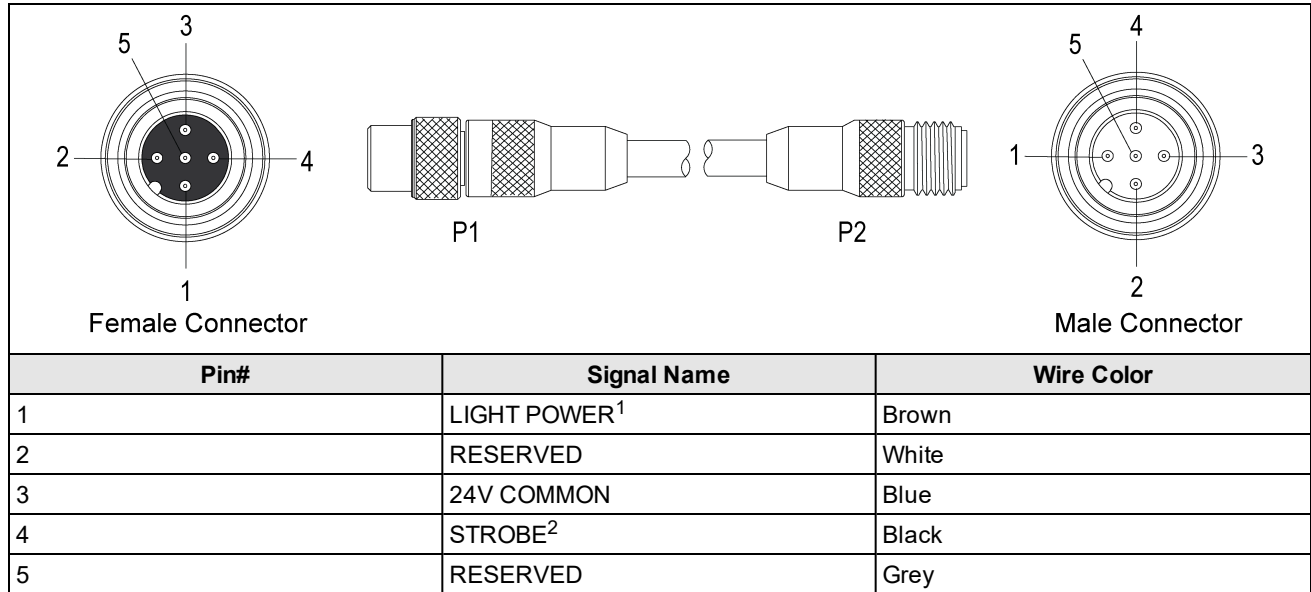 3
4
5
5
2
4
1
3
P1
P2
1
2
Female Connector
Male Connector
Pin# Signal Name Wire Color
1 LIGHT POWER1 Brown
2 RESERVED White
3 24V COMMON Blue
4 STROBE2 Black
5 RESERVED Grey